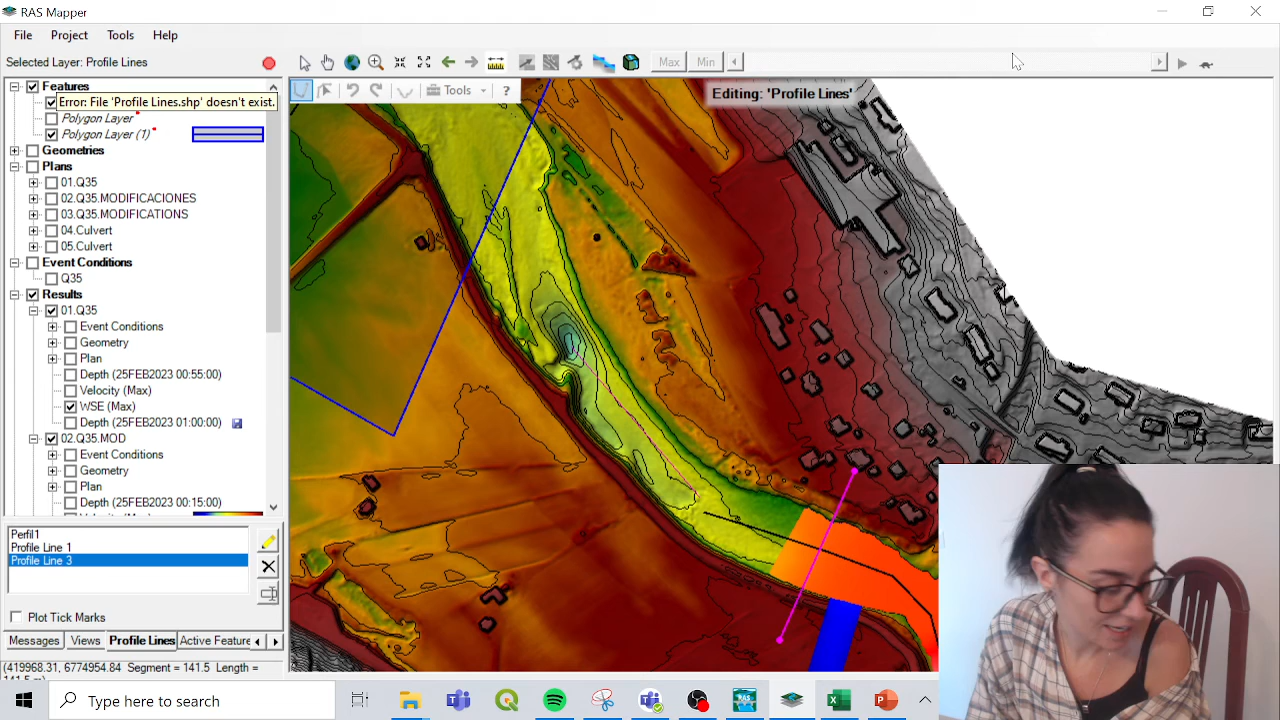 RAS Mapper
File Project Tools Help
Selected Layer: Profile Lines
Max Min
Features
Error: File 'Profile Lines.shp' doesn't exist.
Polygon Layer
Polygon Layer (1)
Geometries
Plans
01.Q35
02.Q35.MODIFICACIONES
03.Q35.MODIFICATIONS
04.Culvert
05.Culvert
Event Conditions
Q35
Results
01.Q35
Event Conditions
Geometry
Plan
Depth (25FEB2023 00:55:00)
Velocity (Max)
WSE (Max)
Depth (25FEB2023 01:00:00)
02.Q35.MOD
Event Conditions
Geometry
Plan
Depth (25FEB2023 00:15:00)
Tools ?
Editing: 'Profile Lines'
Perfil1
Profile Line 1
Profile Line 3
Plot Tick Marks
Messages Views Profile Lines Active Feature
(419968.31, 6774954.84 Segment = 141.5 Length =
Type here to search
RAS